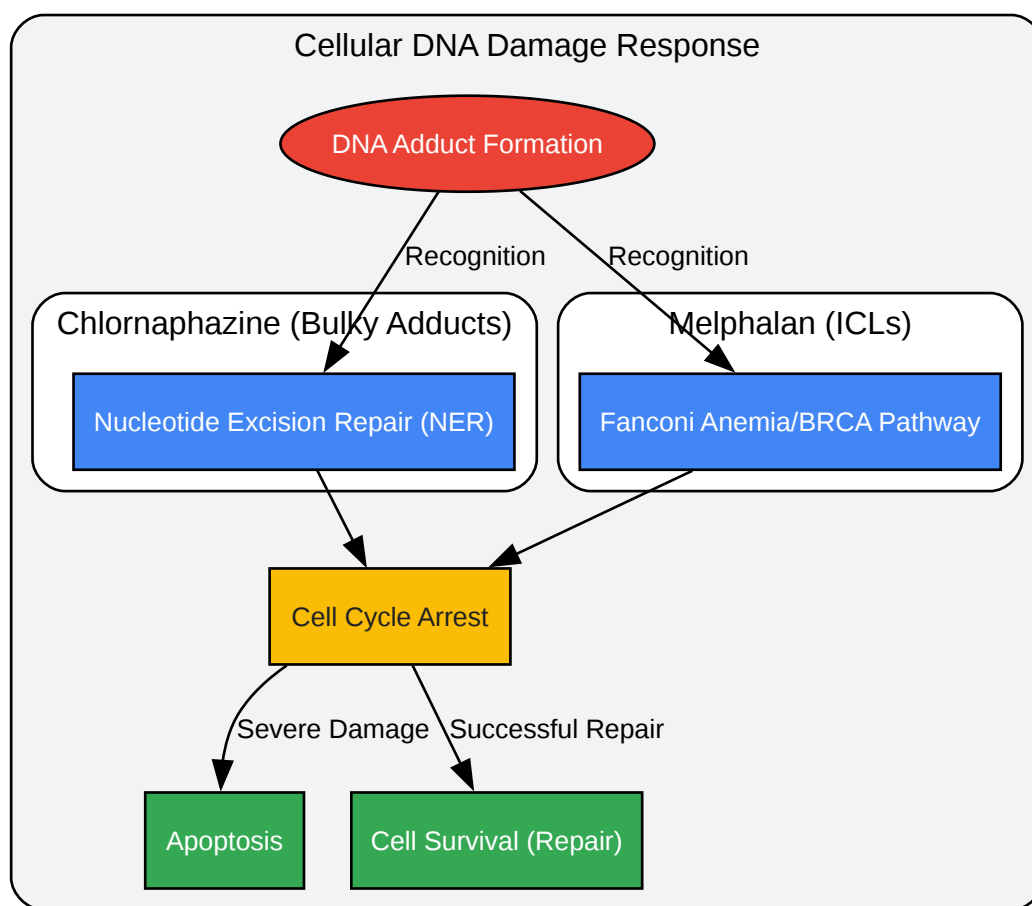 Cellular DNA Damage Response
DNA Adduct Formation
Recognition
Recognition
Chlornaphazine (Bulky Adducts)
Melphalan (ICLs)
Nucleotide Excision Repair (NER)
Fanconi Anemia/BRCA Pathway
Cell Cycle Arrest
Severe Damage
Successful Repair
Apoptosis
Cell Survival (Repair)